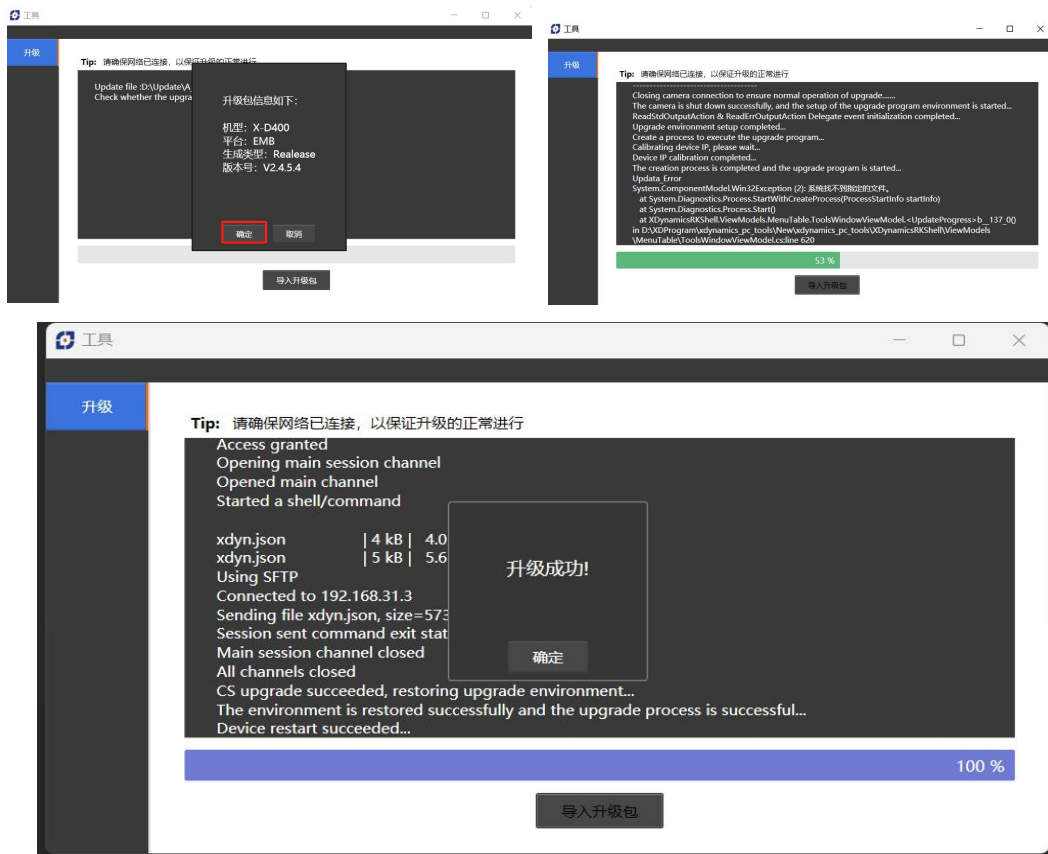 工具
升级
Tip: 请确保网络已连接，以保证升级的正常进行
Update file :D:\Update\A
Check whether the upgra
升级包信息如下：
机型：X-D400
平台：EMB
生成类型：Realease
版本号：V2.4.5.4
确定 取消
导入升级包
工具
升级
Tip: 请确保网络已连接，以保证升级的正常进行
Closing camera connection to ensure normal operation of upgrade......
The camera is shut down successfully, and the setup of the upgrade program environment is started...
ReadStdOutputAction & ReadErrOutputAction Delegate event initialization completed...
Upgrade environment setup completed...
Create a process to execute the upgrade program...
Calibrating device IP, please wait...
Device IP calibration completed...
The creation process is completed and the upgrade program is started...
Updata_Error
System.ComponentModel.Win32Exception (2): 系统找不到指定的文件。
at System.Diagnostics.Process.StartWithCreateProcess(ProcessStartInfo startInfo)
at System.Diagnostics.Process.Start()
at XDynamicsRKShell.ViewModels.MenuTable.ToolsWindowViewModel.<UpdateProgress>b__137_0()
in D:\XDProgram\xdynamics_pc_tools\New\xdynamics_pc_tools\XDynamicsRKShell\ViewModels
\MenuTable\ToolsWindowViewModel.cs:line 620
53 %
导入升级包
工具
升级
Tip: 请确保网络已连接，以保证升级的正常进行
Access granted
Opening main session channel
Opened main channel
Started a shell/command
xdyn.json | 4 kB | 4.0
xdyn.json | 5 kB | 5.6
Using SFTP
Connected to 192.168.31.3
Sending file xdyn.json, size=573
Session sent command exit stat
Main session channel closed
All channels closed
CS upgrade succeeded, restoring upgrade environment...
The environment is restored successfully and the upgrade process is successful...
Device restart succeeded...
升级成功!
确定
100 %
导入升级包